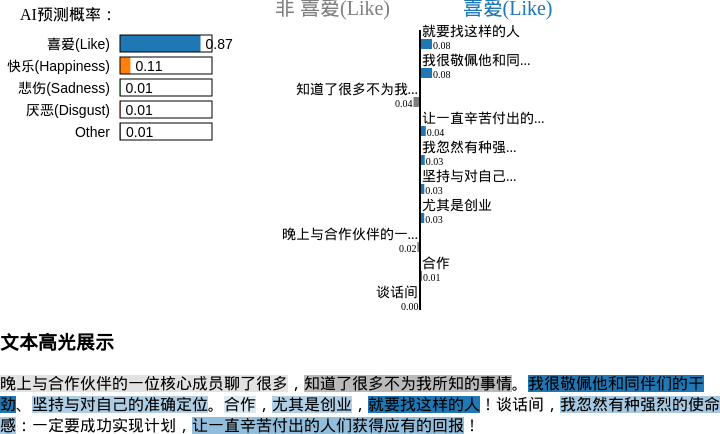 AI预测概率：
喜爱(Like) 0.87
快乐(Happiness) 0.11
悲伤(Sadness) 0.01
厌恶(Disgust) 0.01
Other 0.01
非 喜爱(Like) 喜爱(Like)
就要找这样的人
0.08
我很敬佩他和同...
0.08
知道了很多不为我...
0.04
让一直辛苦付出的...
0.04
我忽然有种强...
0.03
坚持与对自己...
0.03
尤其是创业
0.03
晚上与合作伙伴的一...
0.02
合作
0.01
谈话间
0.00
文本高光展示
晚上与合作伙伴的一位核心成员聊了很多，知道了很多不为我所知的事情。我很敬佩他和同伴们的干
劲、坚持与对自己的准确定位。合作，尤其是创业，就要找这样的人！谈话间，我忽然有种强烈的使命
感：一定要成功实现计划，让一直辛苦付出的人们获得应有的回报！